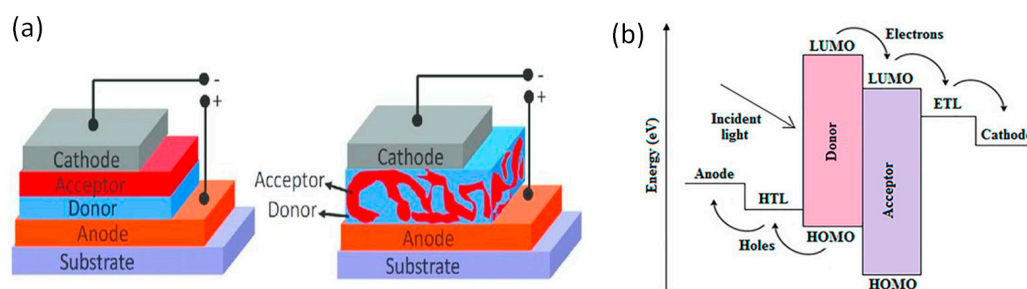 (a)
-
+
Cathode
Acceptor
Donor
Anode
Substrate
-
+
Cathode
Acceptor
Donor
Anode
Substrate
(b)
Energy (eV)
LUMO
Electrons
LUMO
ETL
Cathode
Incident
light
Donor
Acceptor
Anode
HTL
Holes
HOMO
HOMO